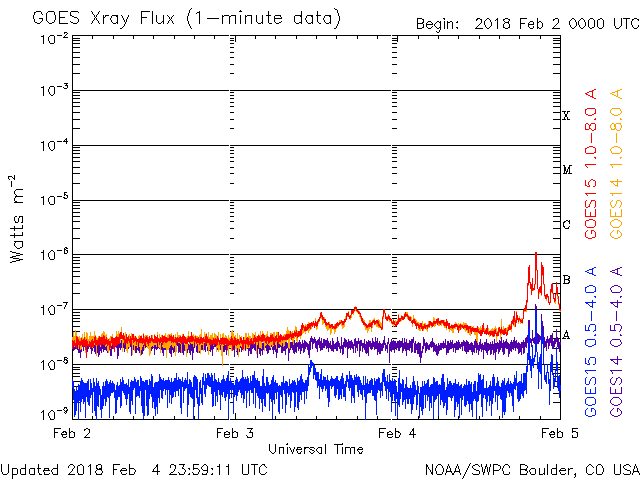 GOES Xray Flux (1-minute data)
Begin: 2018 Feb 2 0000 UTC
10⁻²
10⁻³
10⁻⁴
10⁻⁵
10⁻⁶
10⁻⁷
10⁻⁸
10⁻⁹
Watts m⁻²
X
M
C
B
A
GOES15 1.0-8.0 A
GOES14 1.0-8.0 A
GOES15 0.5-4.0 A
GOES14 0.5-4.0 A
Feb 2 Feb 3 Feb 4 Feb 5
Universal Time
Updated 2018 Feb 4 23:59:11 UTC
NOAA/SWPC Boulder, CO USA